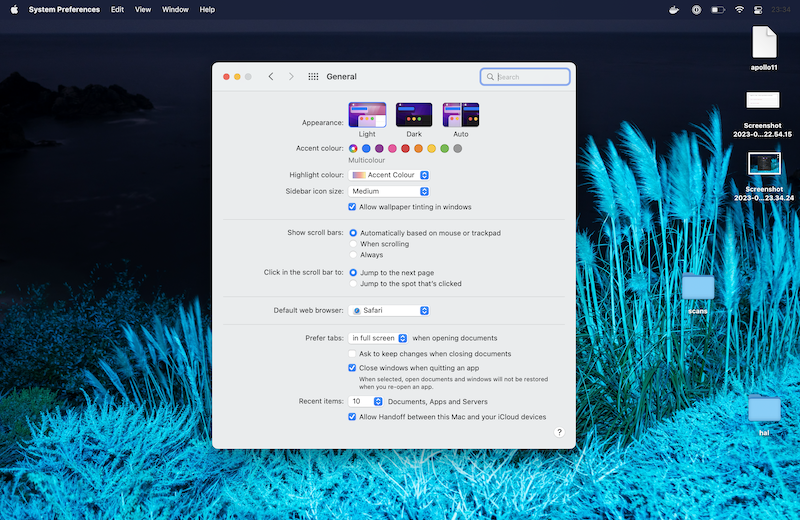 System Preferences Edit View Window Help 23:34
General
Search
Appearance:
Light Dark Auto
Accent colour:
Multicolour
Highlight colour: Accent Colour
Sidebar icon size: Medium
Allow wallpaper tinting in windows
Show scroll bars: Automatically based on mouse or trackpad
When scrolling
Always
Click in the scroll bar to: Jump to the next page
Jump to the spot that's clicked
Default web browser: Safari
Prefer tabs: in full screen when opening documents
Ask to keep changes when closing documents
Close windows when quitting an app
When selected, open documents and windows will not be restored
when you re-open an app.
Recent items: 10 Documents, Apps and Servers
Allow Handoff between this Mac and your iCloud devices
?
apollo11
Screenshot
2023-0...22.54.15
Screenshot
2023-0...23.34.24
scans
hai